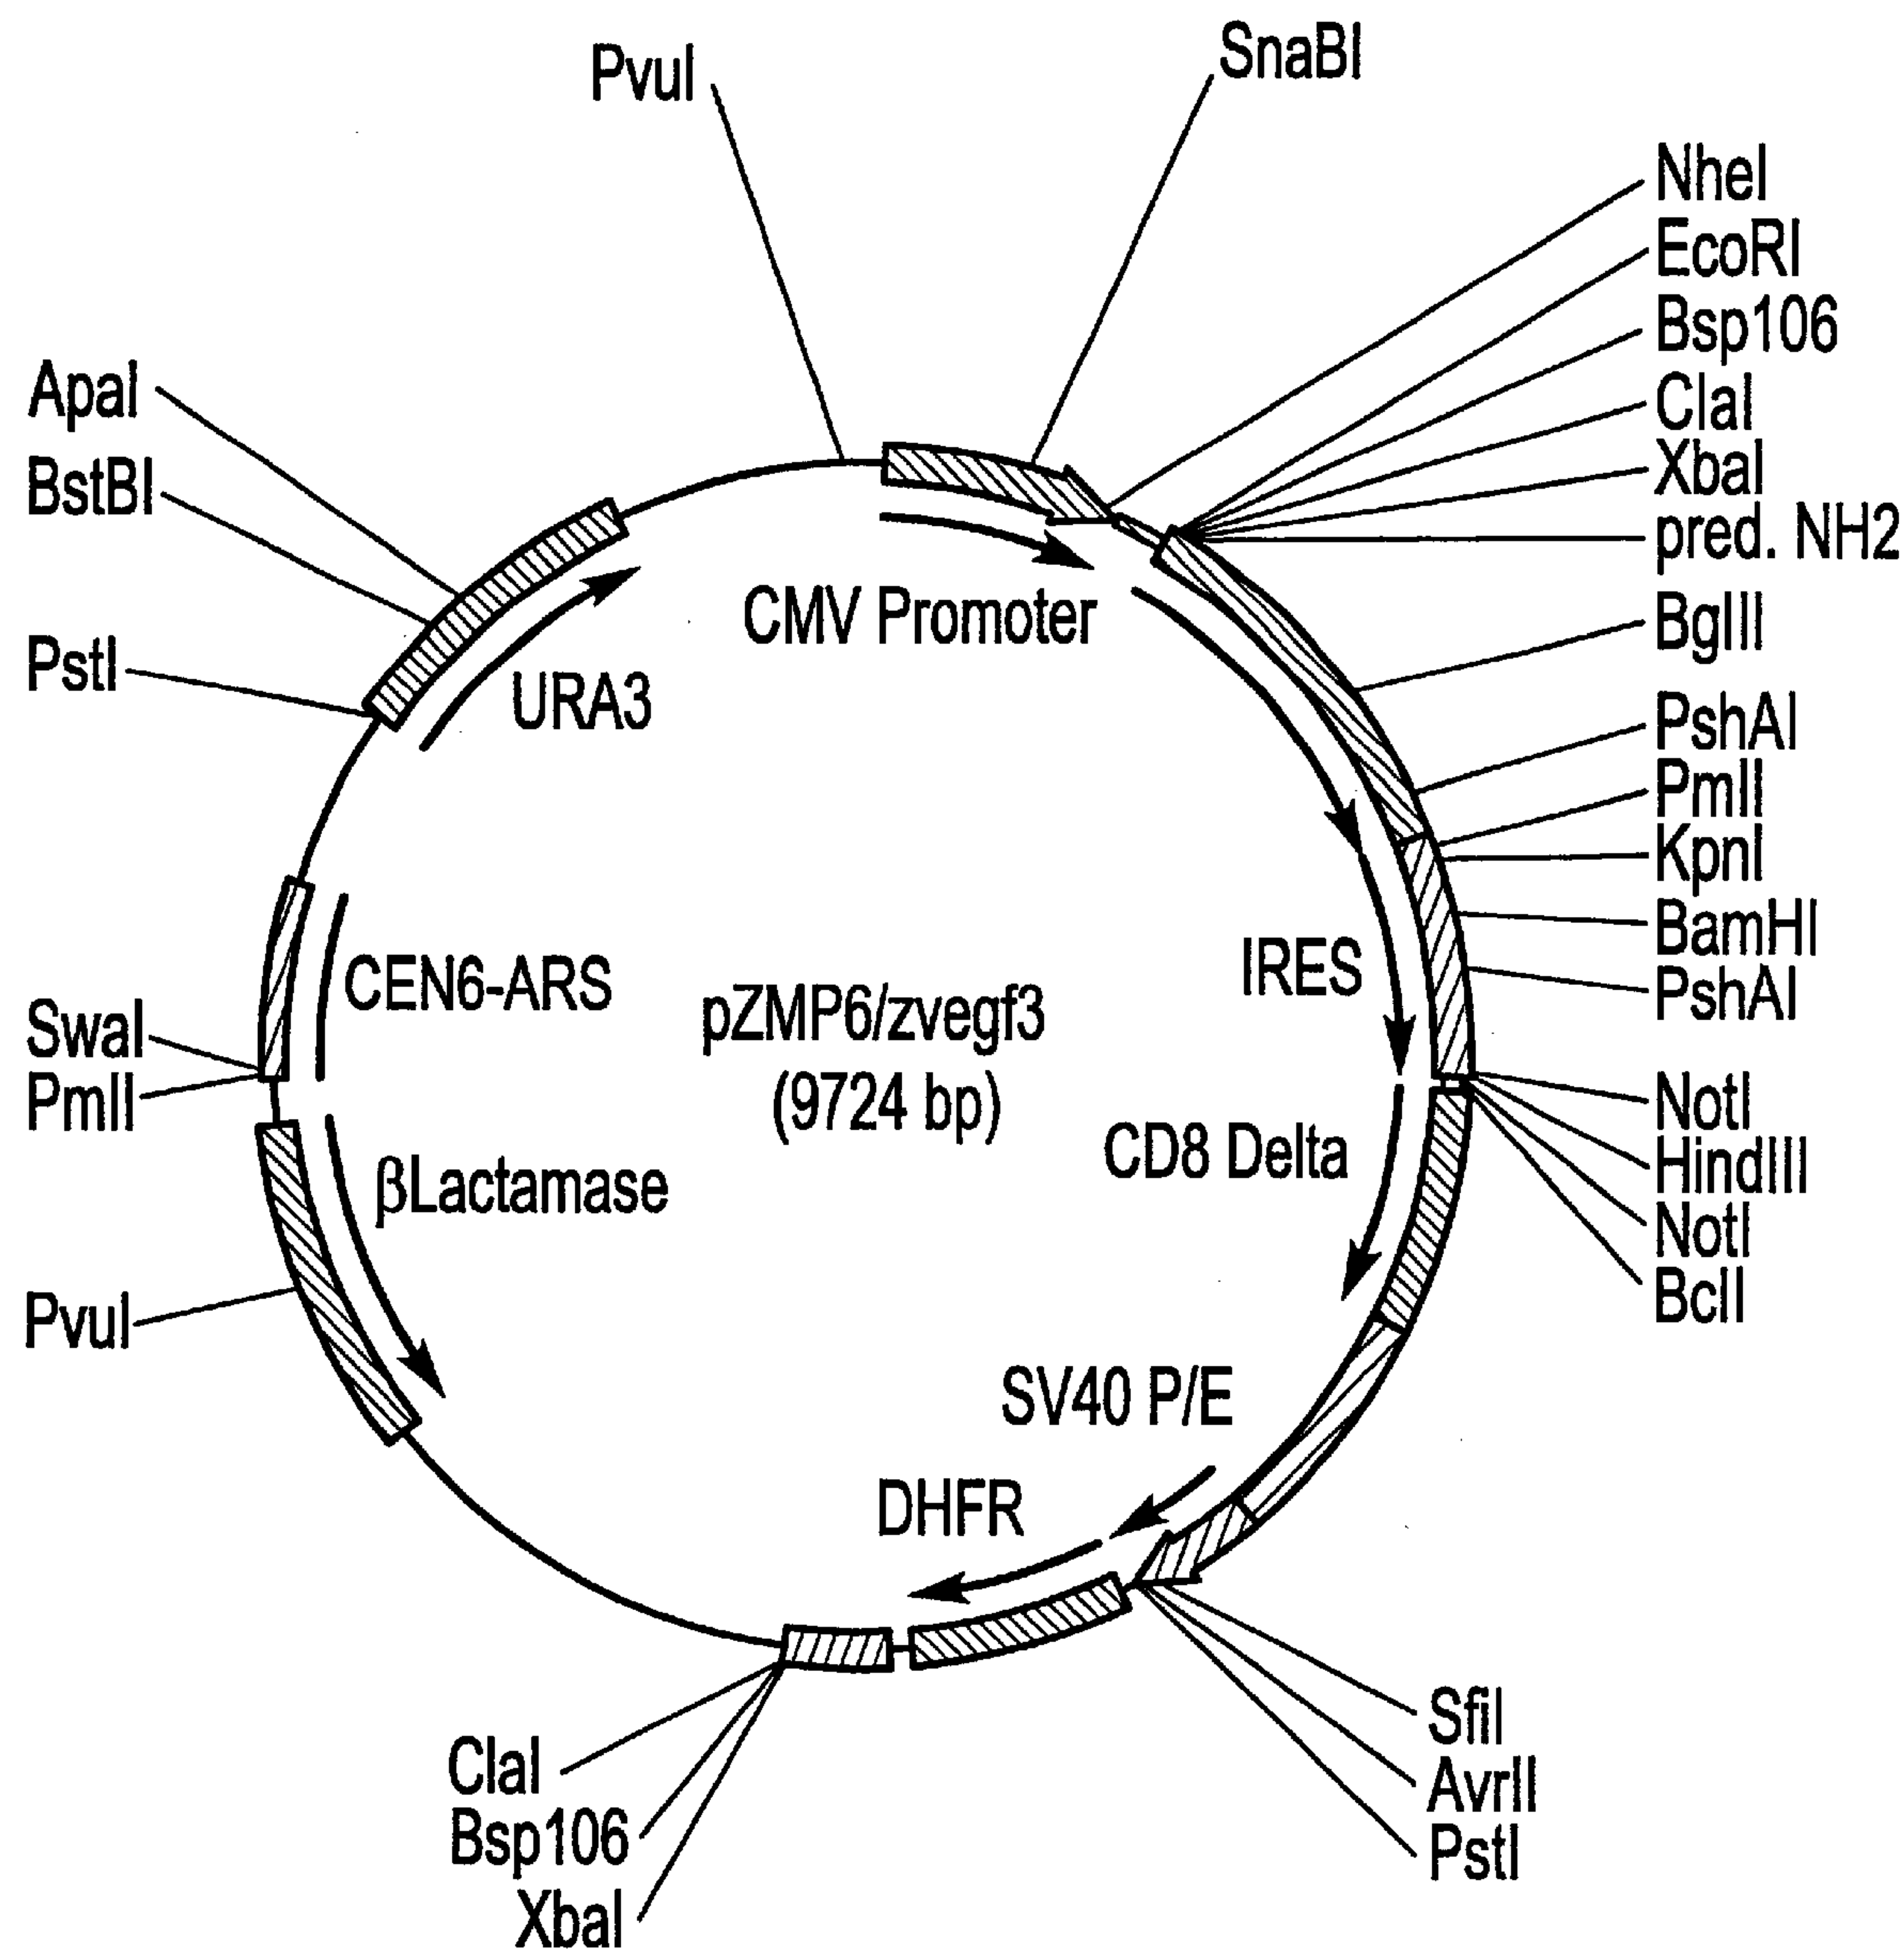 PvuI
SnaBI
NheI
EcoRI
Bsp106
ClaI
XbaI
pred. NH2
BglII
PshAI
PmlI
KpnI
BamHI
PshAI
NotI
HindIII
NotI
BclI
SfiI
AvrII
PstI
XbaI
Bsp106
ClaI
PvuI
PmlI
SwaI
PstI
BstBI
ApaI
CMV Promoter
URA3
CEN6-ARS
IRES
pZMP6/zvegf3
(9724 bp)
CD8 Delta
βLactamase
SV40 P/E
DHFR